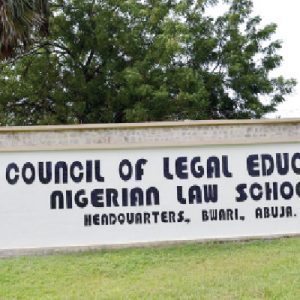 COUNCIL OF LEGAL EDUC
NIGERIAN LAW SCHOO
HEADQUARTERS, BWARI, ABUJA.